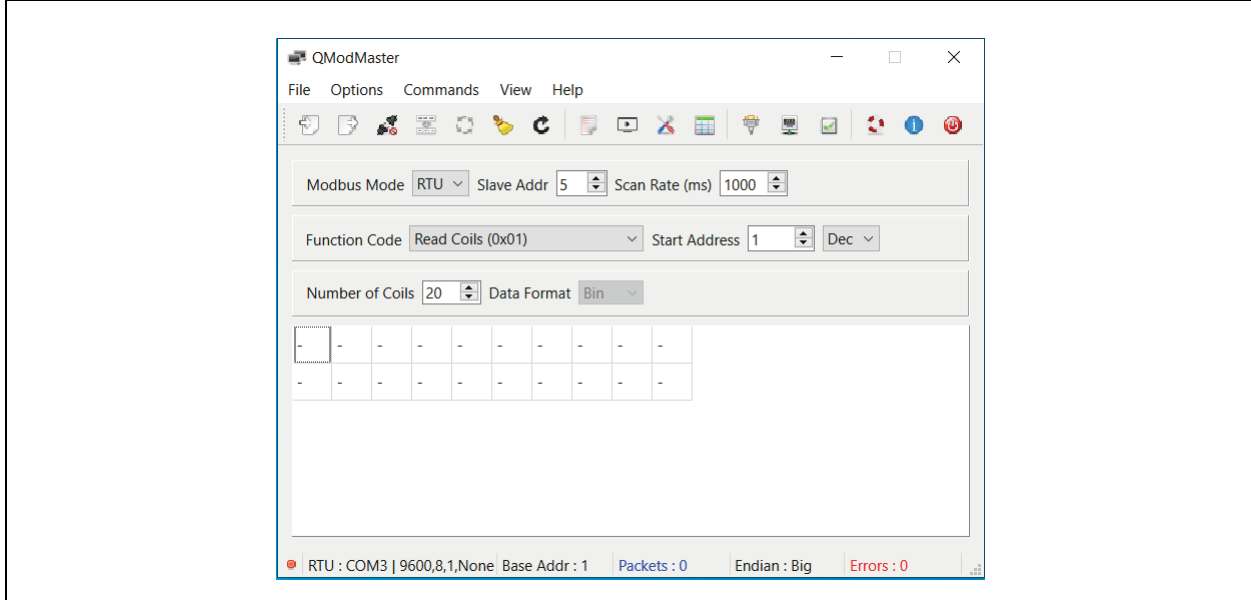 QModMaster
File Options Commands View Help
Modbus Mode RTU Slave Addr 5 Scan Rate (ms) 1000
Function Code Read Coils (0x01) Start Address 1 Dec
Number of Coils 20 Data Format Bin
- - - - - - - - - -
- - - - - - - - - -
RTU : COM3 | 9600,8,1,None Base Addr : 1 Packets : 0 Endian : Big Errors : 0